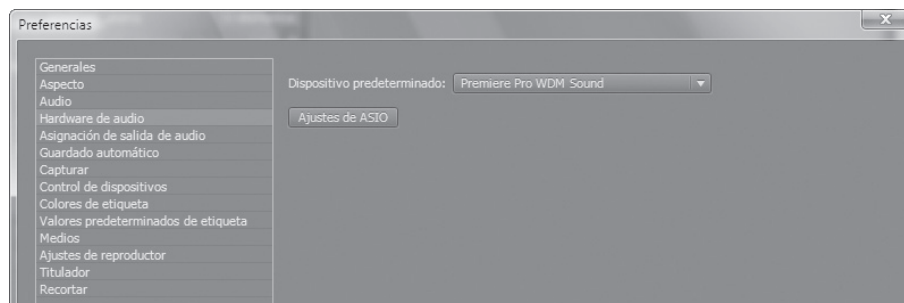 Preferencias
Generales
Aspecto
Audio
Hardware de audio
Asignación de salida de audio
Guardado automático
Capturar
Control de dispositivos
Colores de etiqueta
Valores predeterminados de etiqueta
Medios
Ajustes de reproductor
Titulador
Recortar
Dispositivo predeterminado: Premiere Pro WDM Sound
Ajustes de ASIO